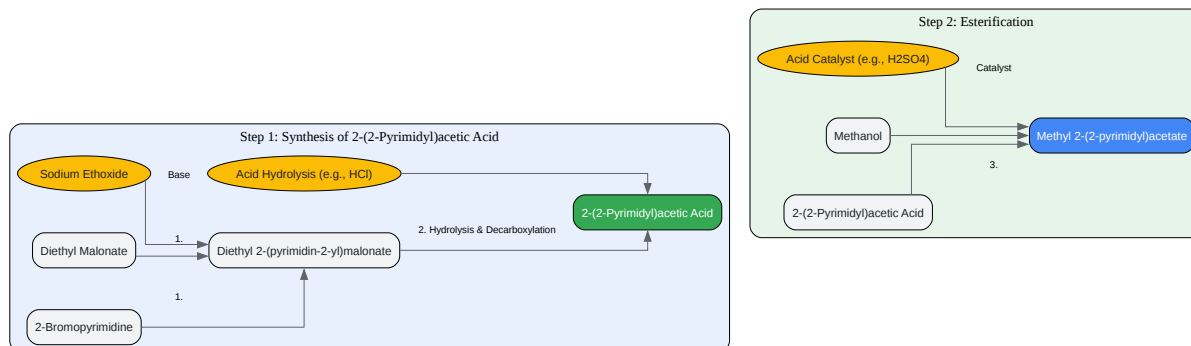 Step 1: Synthesis of 2-(2-Pyrimidyl)acetic Acid
Sodium Ethoxide
Base
Acid Hydrolysis (e.g., HCl)
2-(2-Pyrimidyl)acetic Acid
Diethyl Malonate
1.
Diethyl 2-(pyrimidin-2-yl)malonate
2. Hydrolysis & Decarboxylation
1.
2-Bromopyrimidine
Step 2: Esterification
Acid Catalyst (e.g., H2SO4)
Catalyst
Methanol
Methyl 2-(2-pyrimidyl)acetate
3.
2-(2-Pyrimidyl)acetic Acid